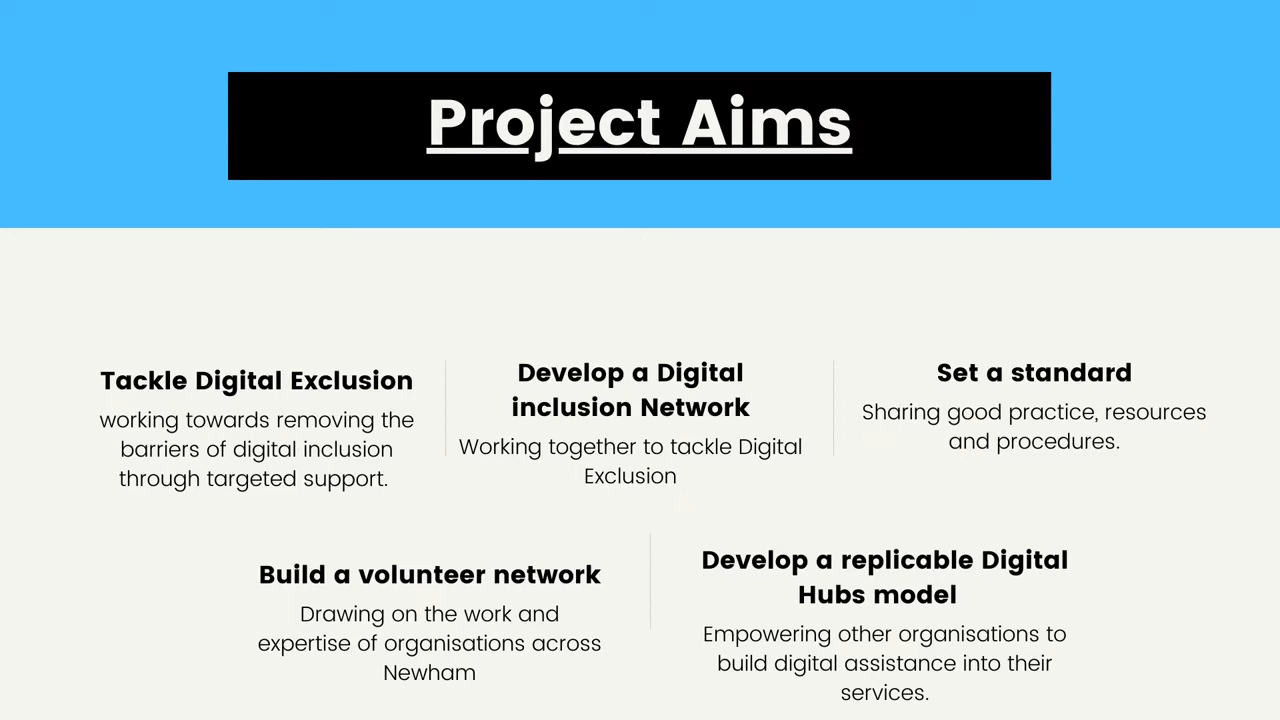 Project Aims
Tackle Digital Exclusion
working towards removing the
barriers of digital inclusion
through targeted support.
Develop a Digital
inclusion Network
Working together to tackle Digital
Exclusion
Set a standard
Sharing good practice, resources
and procedures.
Build a volunteer network
Drawing on the work and
expertise of organisations across
Newham
Develop a replicable Digital
Hubs model
Empowering other organisations to
build digital assistance into their
services.